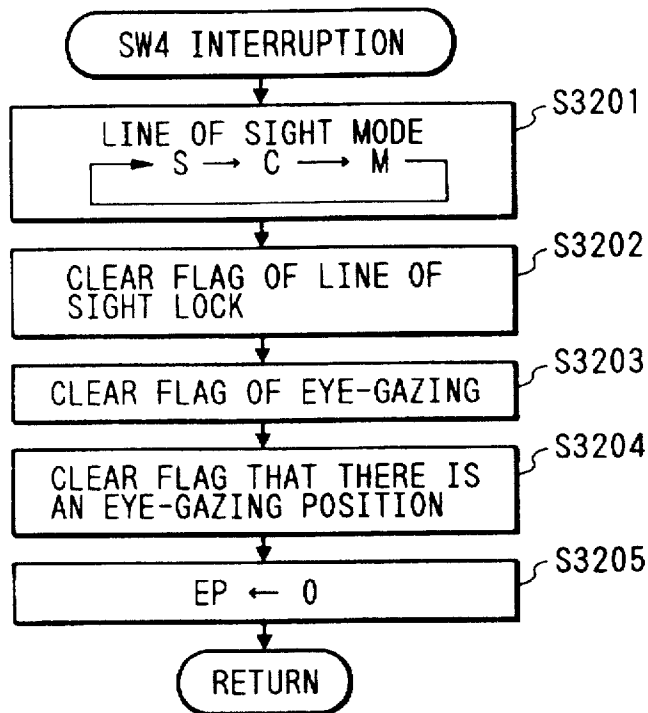 SW4 INTERRUPTION
S3201
LINE OF SIGHT MODE
S → C → M
S3202
CLEAR FLAG OF LINE OF
SIGHT LOCK
S3203
CLEAR FLAG OF EYE-GAZING
S3204
CLEAR FLAG THAT THERE IS
AN EYE-GAZING POSITION
S3205
EP ← 0
RETURN